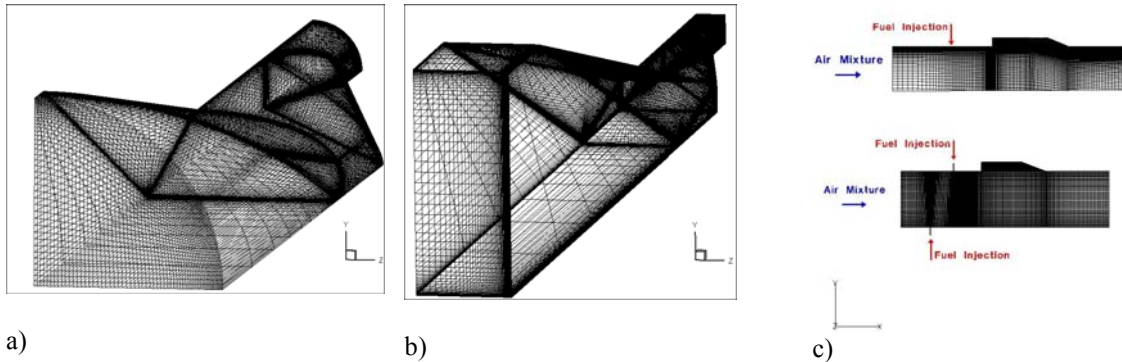 Y
Z
a)
Y
Z
b)
Fuel Injection
Air Mixture
Fuel Injection
Air Mixture
Fuel Injection
Y
Z
X
c)